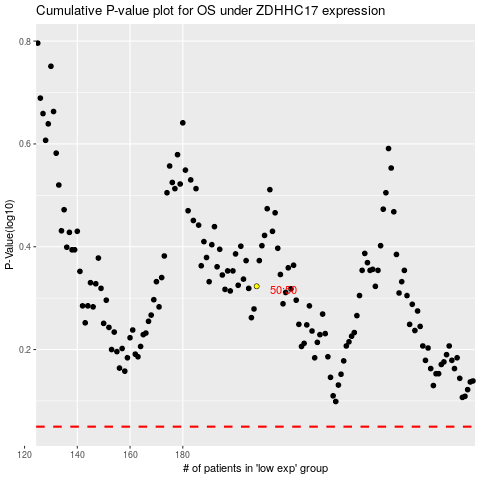 Cumulative P-value plot for OS under ZDHHC17 expression
P-Value(log10)
0.8
0.6
0.4
0.2
50:50
120 140 160 180
# of patients in 'low exp' group